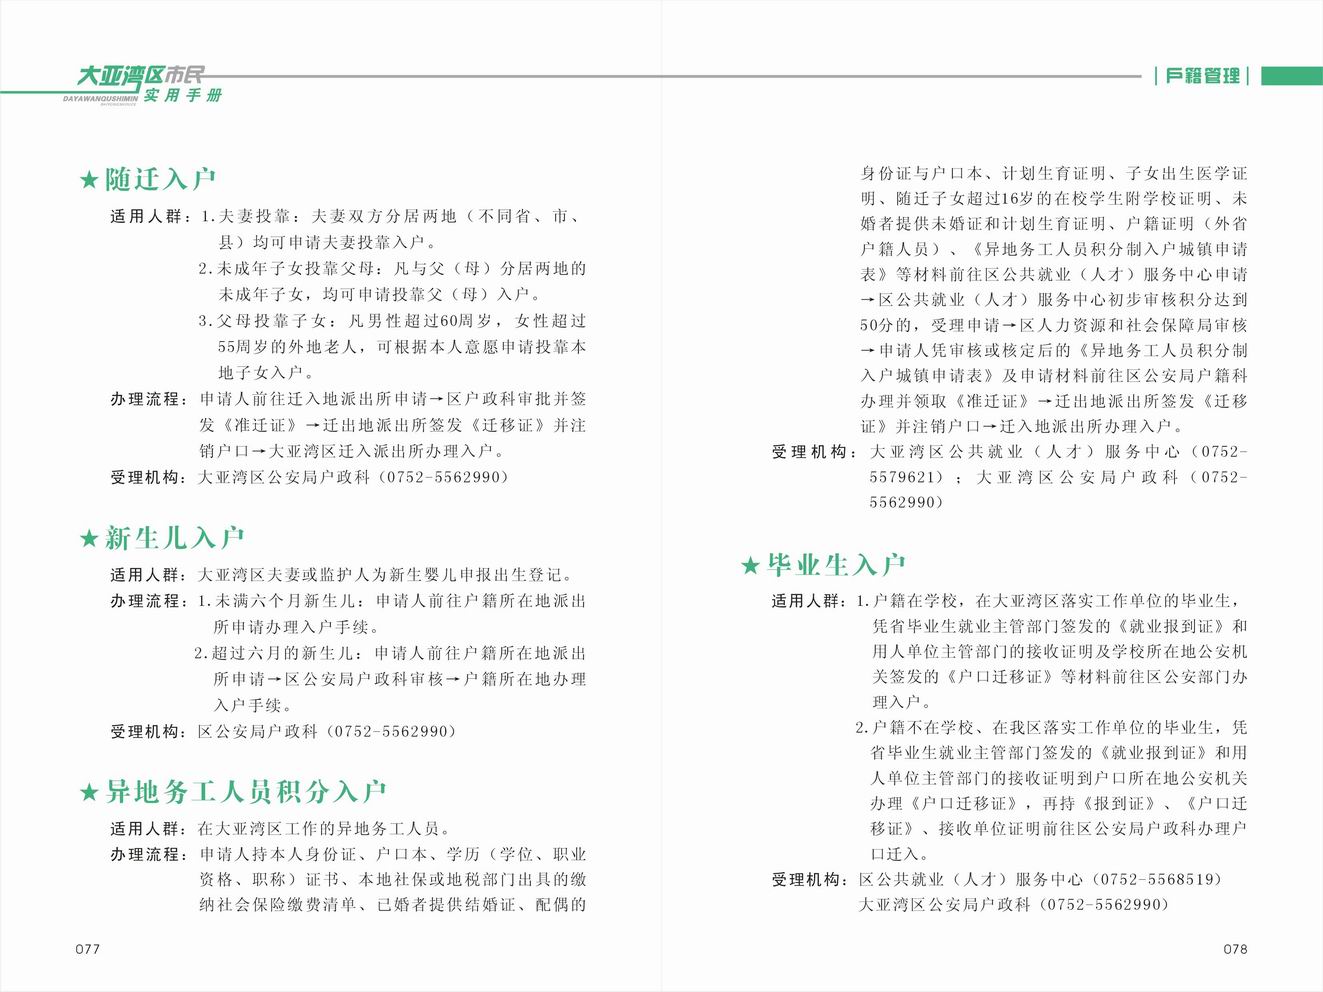 大亚湾区市民
DAYAWANQUSHIMIN 实用手册
★随迁入户
适用人群：1.夫妻投靠：夫妻双方分居两地（不同省、市、
县）均可申请夫妻投靠入户。
2.未成年子女投靠父母：凡与父（母）分居两地的
未成年子女，均可申请投靠父（母）入户。
3.父母投靠子女：凡男性超过60周岁，女性超过
55周岁的外地老人，可根据本人意愿申请投靠本
地子女入户。
办理流程：申请人前往迁入地派出所申请→区户政科审批并签
发《准迁证》→迁出地派出所签发《迁移证》并注
销户口→大亚湾区迁入派出所办理入户。
受理机构：大亚湾区公安局户政科（0752-5562990）
★新生儿入户
适用人群：大亚湾区夫妻或监护人为新生婴儿申报出生登记。
办理流程：1.未满六个月新生儿：申请人前往户籍所在地派出
所申请办理入户手续。
2.超过六月的新生儿：申请人前往户籍所在地派出
所申请→区公安局户政科审核→户籍所在地办理
入户手续。
受理机构：区公安局户政科（0752-5562990）
★异地务工人员积分入户
适用人群：在大亚湾区工作的异地务工人员。
办理流程：申请人持本人身份证、户口本、学历（学位、职业
资格、职称）证书、本地社保或地税部门出具的缴
纳社会保险缴费清单、已婚者提供结婚证、配偶的
077
户籍管理
身份证与户口本、计划生育证明、子女出生医学证
明、随迁子女超过16岁的在校学生附学校证明、未
婚者提供未婚证和计划生育证明、户籍证明（外省
户籍人员）、《异地务工人员积分制入户城镇申请
表》等材料前往区公共就业（人才）服务中心申请
→区公共就业（人才）服务中心初步审核积分达到
50分的，受理申请→区人力资源和社会保障局审核
→申请人凭审核或核定后的《异地务工人员积分制
入户城镇申请表》及申请材料前往区公安局户籍科
办理并领取《准迁证》→迁出地派出所签发《迁移
证》并注销户口→迁入地派出所办理入户。
受理机构：大亚湾区公共就业（人才）服务中心（0752-
5579621）；大亚湾区公安局户政科（0752-
5562990）
★毕业生入户
适用人群：1.户籍在学校，在大亚湾区落实工作单位的毕业生，
凭省毕业生就业主管部门签发的《就业报到证》和
用人单位主管部门的接收证明及学校所在地公安机
关签发的《户口迁移证》等材料前往区公安部门办
理入户。
2.户籍不在学校、在我区落实工作单位的毕业生，凭
省毕业生就业主管部门签发的《就业报到证》和用
人单位主管部门的接收证明到户口所在地公安机关
办理《户口迁移证》，再持《报到证》、《户口迁
移证》、接收单位证明前往区公安局户政科办理户
口迁入。
受理机构：区公共就业（人才）服务中心（0752-5568519）
大亚湾区公安局户政科（0752-5562990）
078